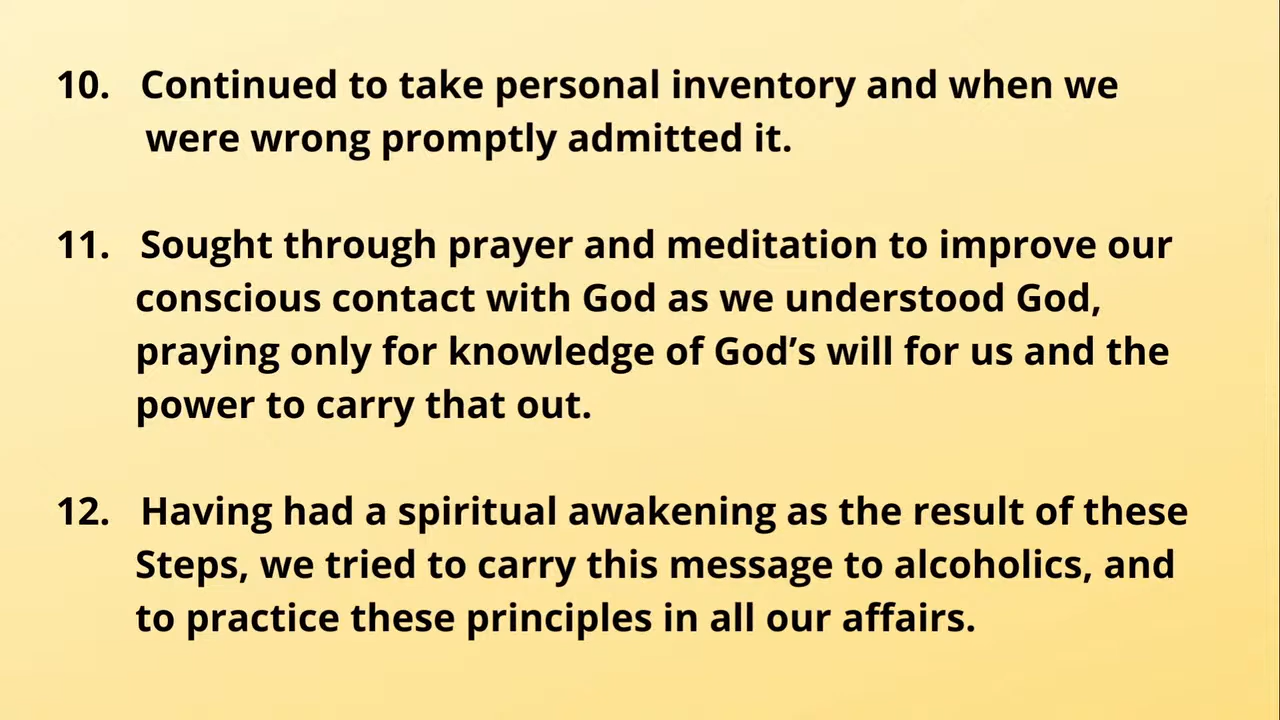 10. Continued to take personal inventory and when we
were wrong promptly admitted it.
11. Sought through prayer and meditation to improve our
conscious contact with God as we understood God,
praying only for knowledge of God’s will for us and the
power to carry that out.
12. Having had a spiritual awakening as the result of these
Steps, we tried to carry this message to alcoholics, and
to practice these principles in all our affairs.